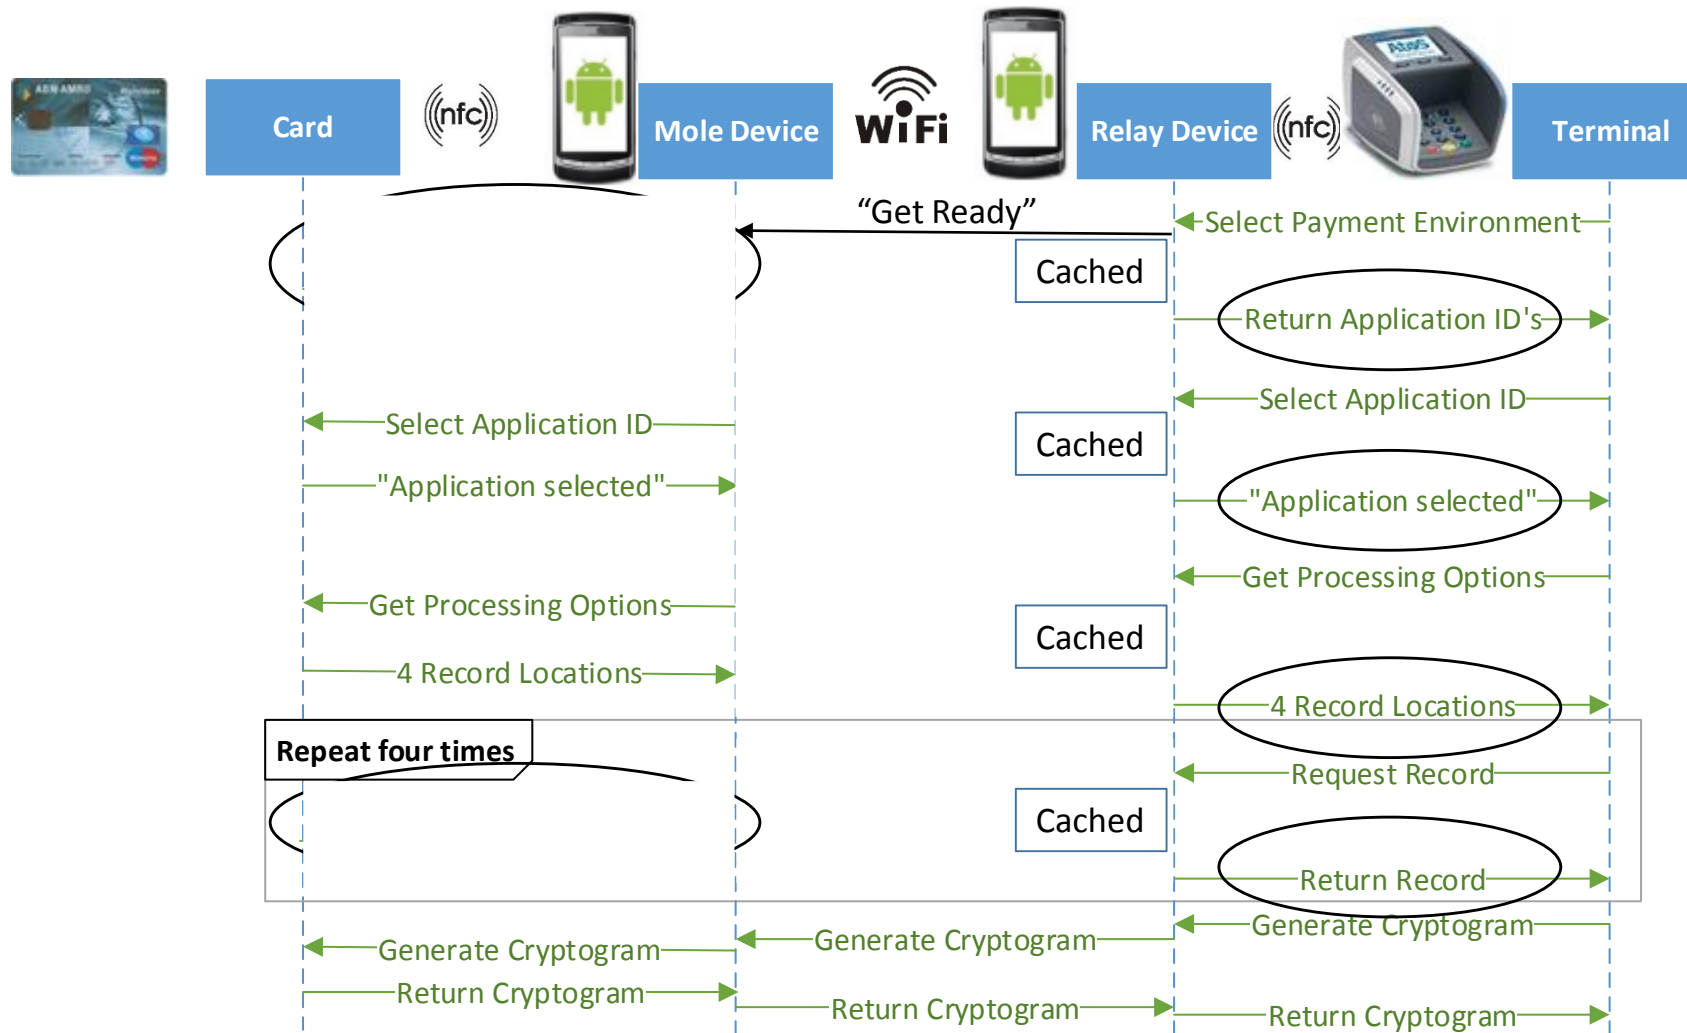 ABN·AMRO
Card
nfc
Mole Device
WiFi
Relay Device
nfc
AtoS
Terminal
“Get Ready”
Select Payment Environment
Cached
Return Application ID's
Select Application ID
Select Application ID
Cached
"Application selected"
"Application selected"
Get Processing Options
Get Processing Options
Cached
4 Record Locations
4 Record Locations
Repeat four times
Request Record
Cached
Return Record
Generate Cryptogram
Generate Cryptogram
Generate Cryptogram
Return Cryptogram
Return Cryptogram
Return Cryptogram